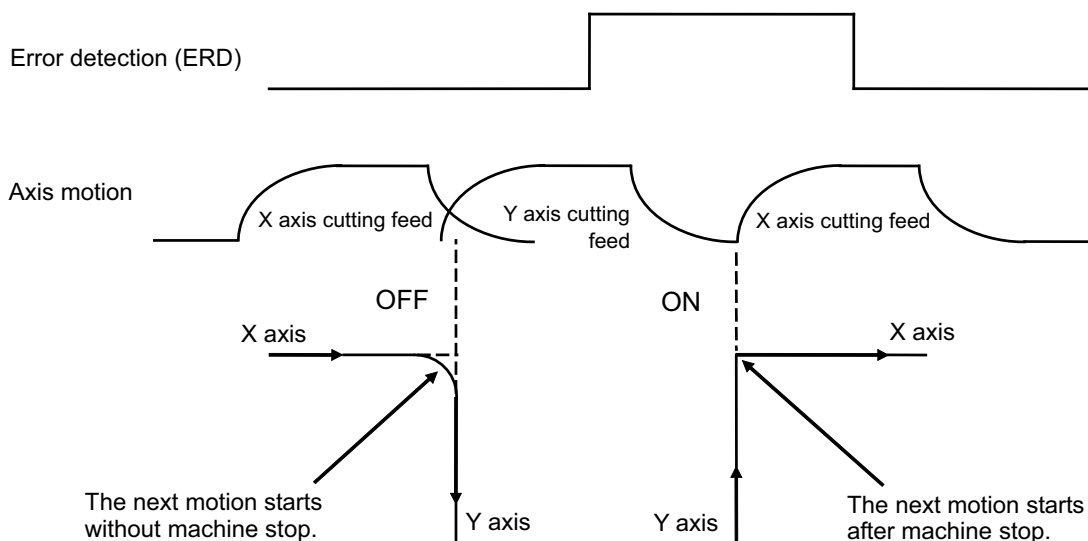 Error detection (ERD)
Axis motion
X axis cutting feed
Y axis cutting
feed
X axis cutting feed
OFF
ON
X axis
X axis
The next motion starts
without machine stop.
Y axis
Y axis
The next motion starts
after machine stop.